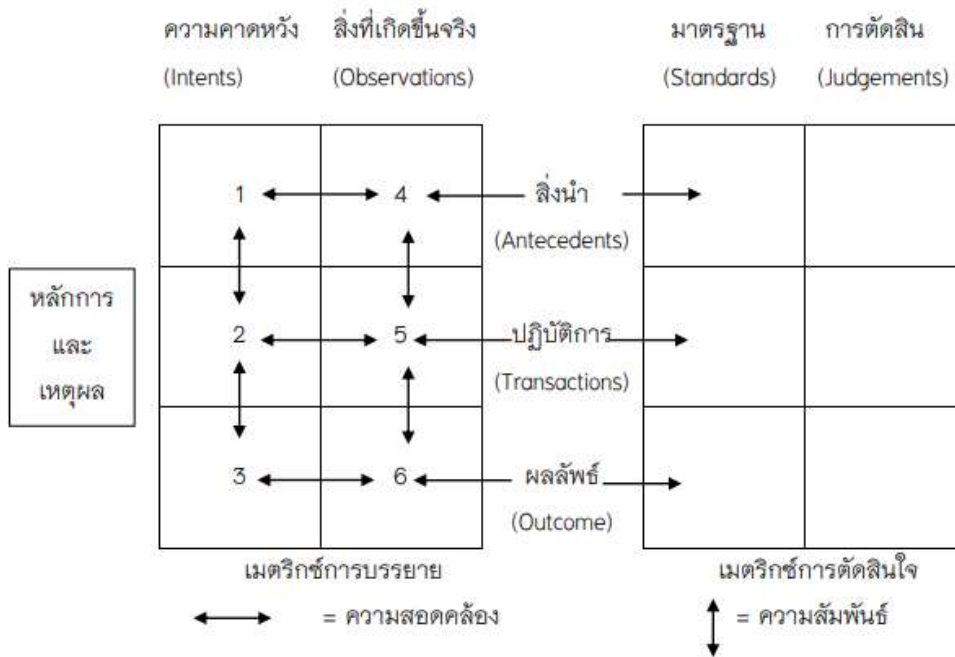 ความคาดหวัง สิ่งที่เกิดขึ้นจริง มาตรฐาน การตัดสิน
(Intents) (Observations) (Standards) (Judgements)
1 4 สิ่งนำ
(Antecedents)
หลักการ
และ
เหตุผล
2 5 ปฏิบัติการ
(Transactions)
3 6 ผลลัพธ์
(Outcome)
เมตริกซ์การบรรยาย เมตริกซ์การตัดสินใจ
= ความสอดคล้อง = ความสัมพันธ์